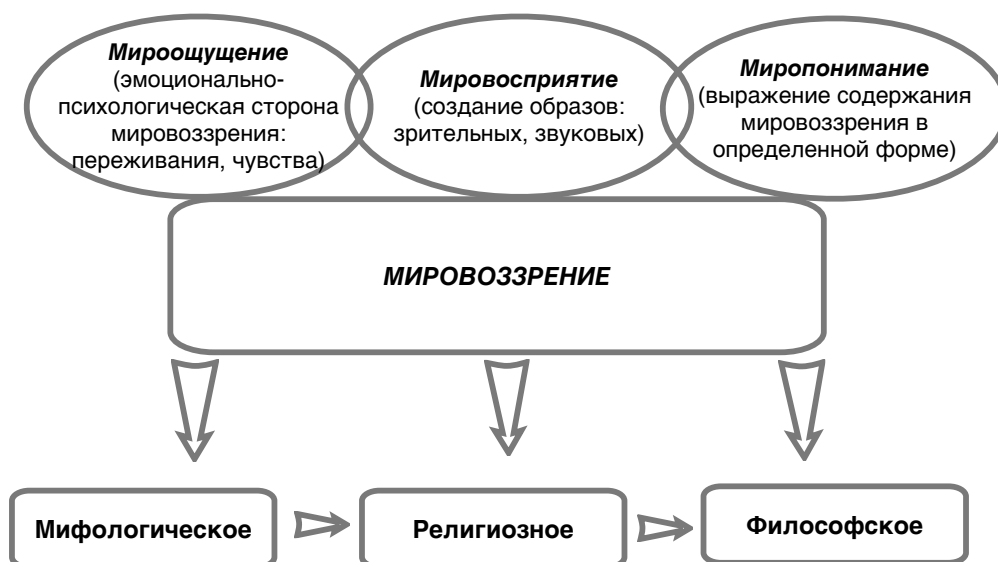 Мироощущение
(эмоционально-
психологическая сторона
мировоззрения:
переживания, чувства)
Мировосприятие
(создание образов:
зрительных, звуковых)
Миропонимание
(выражение содержания
мировоззрения в
определенной форме)
МИРОВОЗЗРЕНИЕ
Мифологическое
Религиозное
Философское